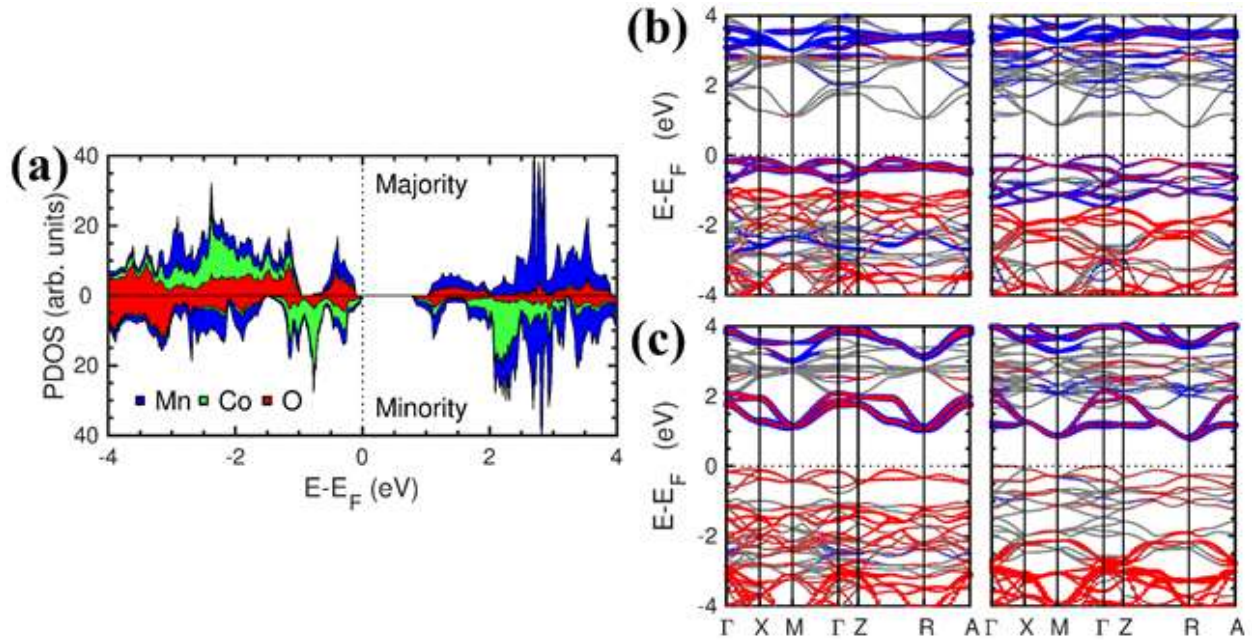 (a)
PDOS (arb. units)
40
20
0
20
40
Majority
Minority
Mn Co O
-4 -2 0 2 4
E-E_F (eV)
(b)
E-E_F (eV)
4
2
0
-2
-4
(c)
E-E_F (eV)
4
2
0
-2
-4
Γ X M Γ Z R A Γ X M Γ Z R A